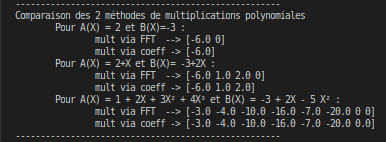 ----------------------------------------------------
Comparaison des 2 méthodes de multiplications polynomiales
Pour A(X) = 2 et B(X)=-3 :
mult via FFT --> [-6.0 0]
mult via coeff -> [-6.0]
Pour A(X) = 2+X et B(X)= -3+2X :
mult via FFT --> [-6.0 1.0 2.0 0]
mult via coeff -> [-6.0 1.0 2.0]
Pour A(X) = 1 + 2X + 3X² + 4X³ et B(X) = -3 + 2X - 5 X² :
mult via FFT --> [-3.0 -4.0 -10.0 -16.0 -7.0 -20.0 0 0]
mult via coeff -> [-3.0 -4.0 -10.0 -16.0 -7.0 -20.0 0.0]
----------------------------------------------------